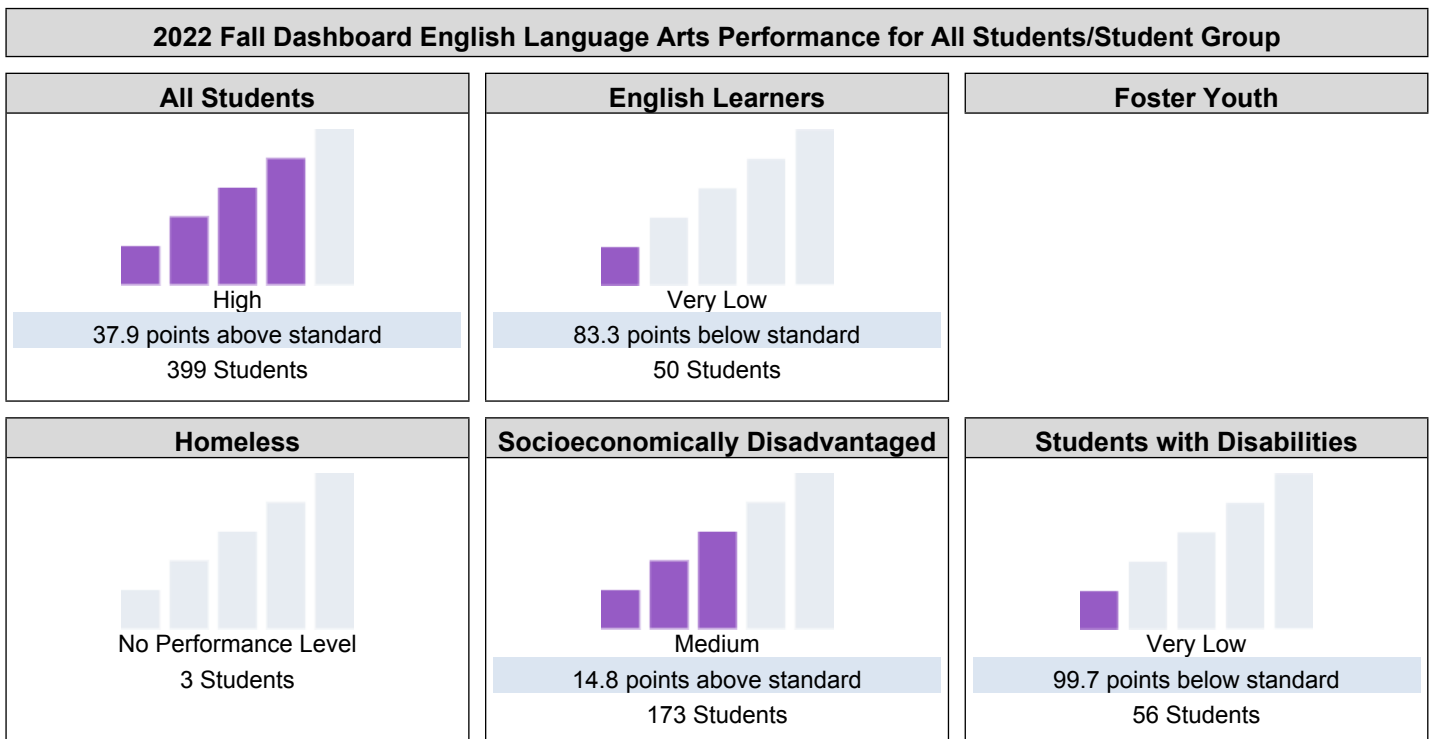 2022 Fall Dashboard English Language Arts Performance for All Students/Student Group
All Students
High
37.9 points above standard
399 Students
English Learners
Very Low
83.3 points below standard
50 Students
Foster Youth
Homeless
No Performance Level
3 Students
Socioeconomically Disadvantaged
Medium
14.8 points above standard
173 Students
Students with Disabilities
Very Low
99.7 points below standard
56 Students